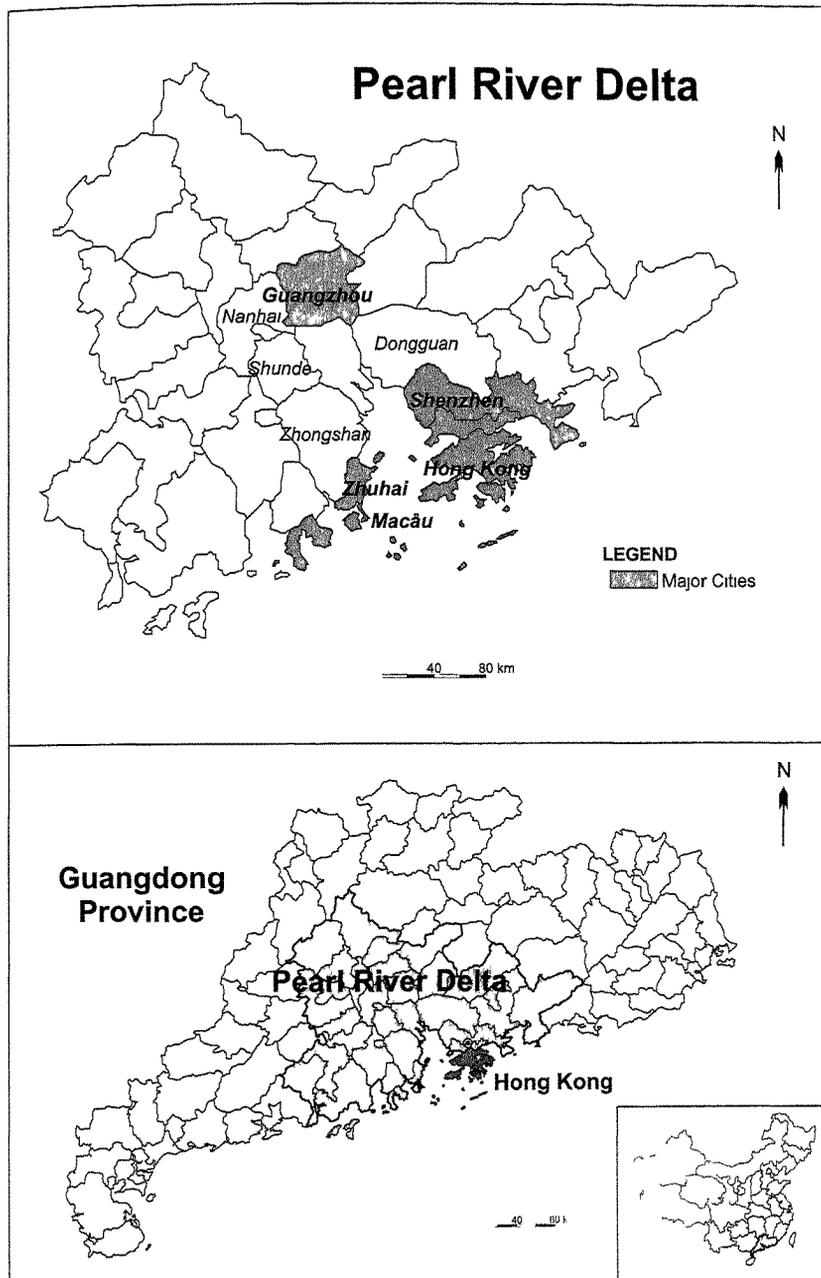 Pearl River Delta
N
Guangzhou
Nanhai
Dongguan
Shunde
Shenzhen
Zhongshan
Hong Kong
Zhuhai
Macău
LEGEND
Major Cities
40 80 km
N
Guangdong
Province
Pearl River Delta
Hong Kong
40